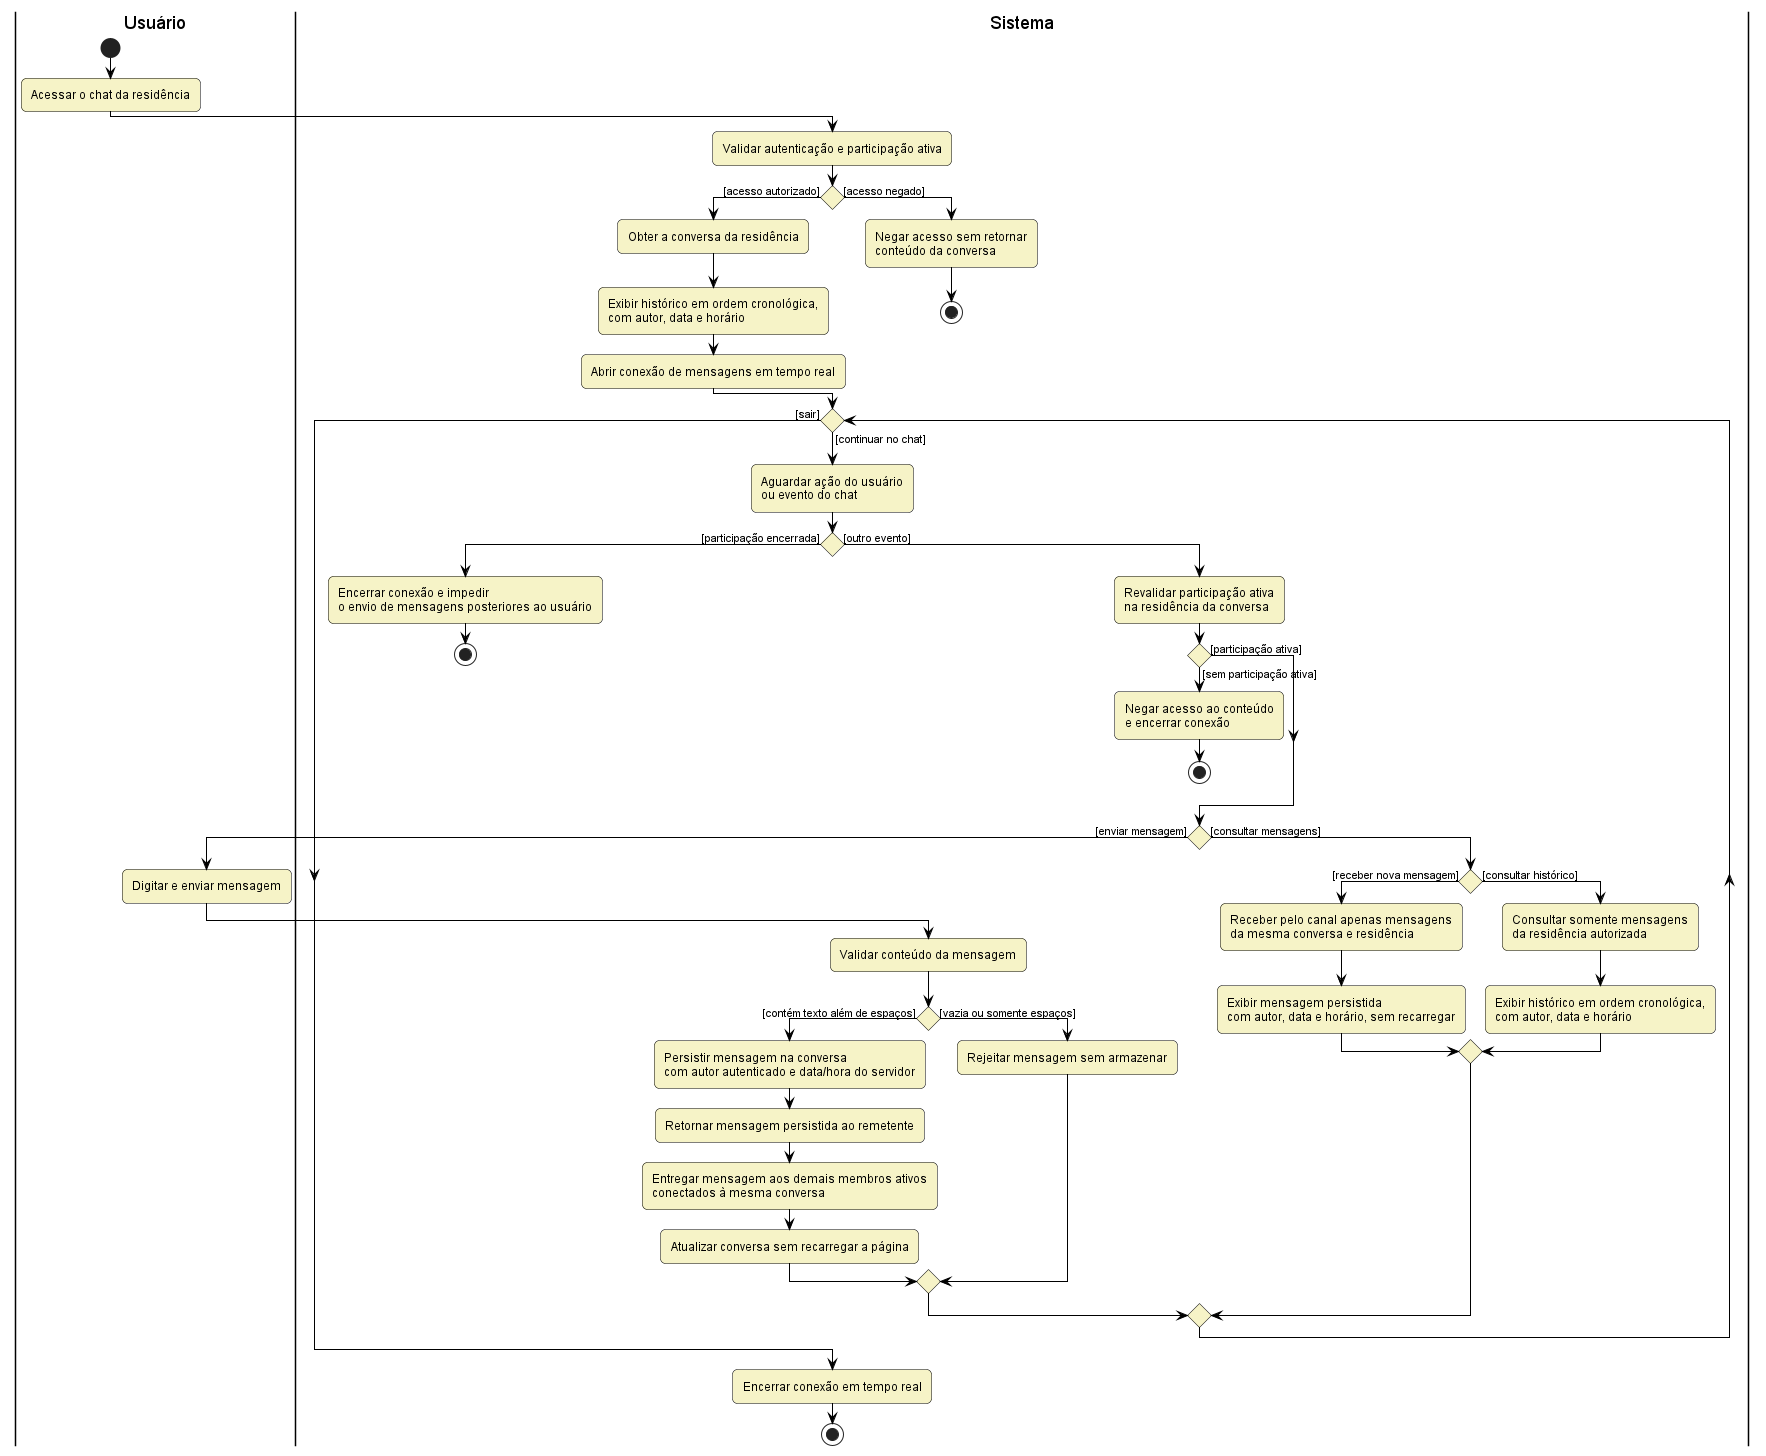 Usuário
Sistema
Acessar o chat da residência
Validar autenticação e participação ativa
[acesso autorizado]
[acesso negado]
Obter a conversa da residência
Negar acesso sem retornar
conteúdo da conversa
Exibir histórico em ordem cronológica,
com autor, data e horário
Abrir conexão de mensagens em tempo real
[sair]
[continuar no chat]
Aguardar ação do usuário
ou evento do chat
[participação encerrada]
[outro evento]
Encerrar conexão e impedir
o envio de mensagens posteriores ao usuário
Revalidar participação ativa
na residência da conversa
[participação ativa]
[sem participação ativa]
Negar acesso ao conteúdo
e encerrar conexão
[enviar mensagem]
[consultar mensagens]
Digitar e enviar mensagem
[receber nova mensagem]
[consultar histórico]
Receber pelo canal apenas mensagens
da mesma conversa e residência
Consultar somente mensagens
da residência autorizada
Validar conteúdo da mensagem
Exibir mensagem persistida
com autor, data e horário, sem recarregar
Exibir histórico em ordem cronológica,
com autor, data e horário
[contém texto além de espaços]
[vazia ou somente espaços]
Persistir mensagem na conversa
com autor autenticado e data/hora do servidor
Rejeitar mensagem sem armazenar
Retornar mensagem persistida ao remetente
Entregar mensagem aos demais membros ativos
conectados à mesma conversa
Atualizar conversa sem recarregar a página
Encerrar conexão em tempo real